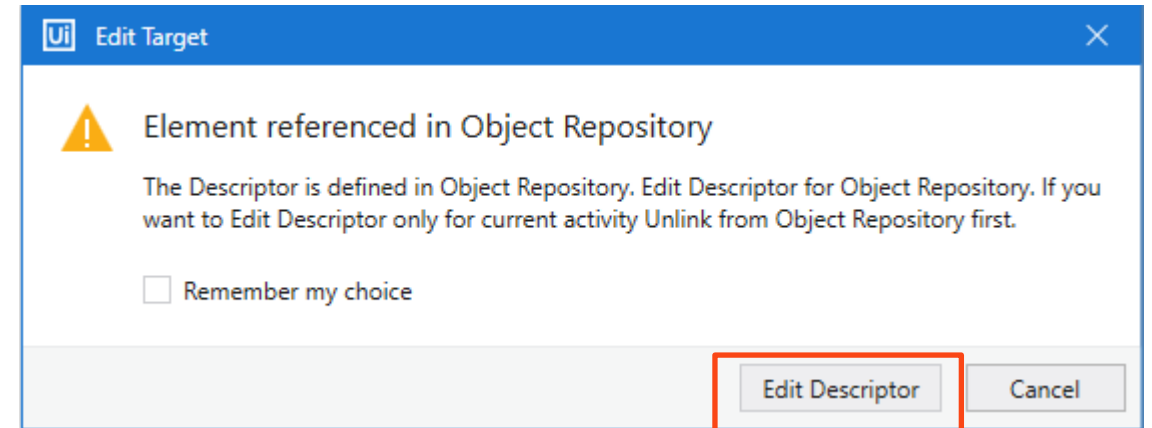 Ui Edit Target
Element referenced in Object Repository
The Descriptor is defined in Object Repository. Edit Descriptor for Object Repository. If you
want to Edit Descriptor only for current activity Unlink from Object Repository first.
Remember my choice
Edit Descriptor Cancel